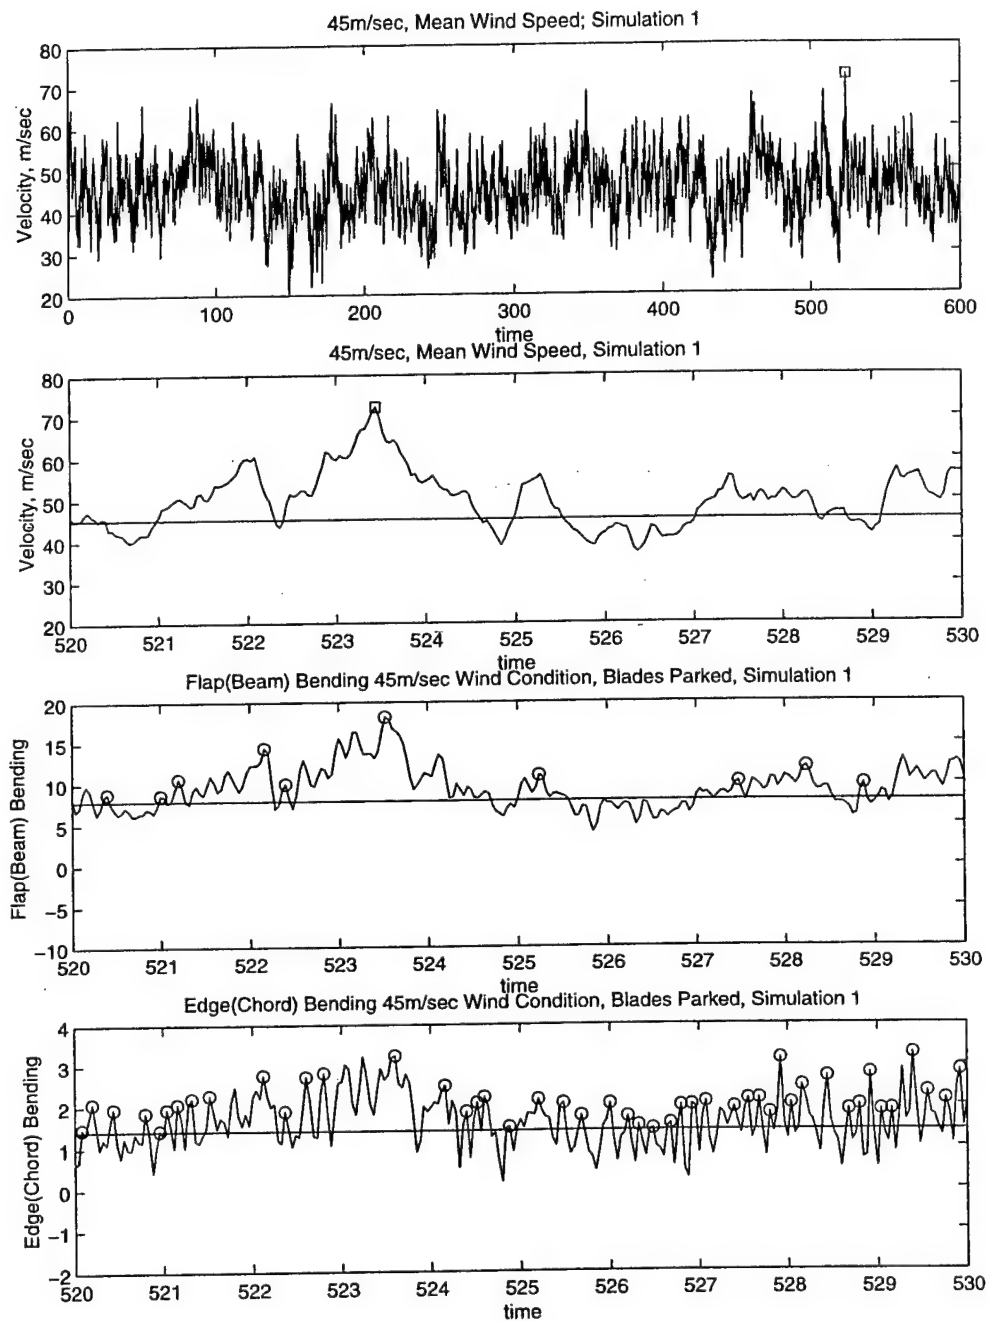 45m/sec, Mean Wind Speed; Simulation 1
80
70
60
50
40
30
20
Velocity, m/sec
0 100 200 300 400 500 600
time
45m/sec, Mean Wind Speed, Simulation 1
80
70
60
50
40
30
20
Velocity, m/sec
520 521 522 523 524 525 526 527 528 529 530
time
Flap(Beam) Bending 45m/sec Wind Condition, Blades Parked, Simulation 1
20
15
10
5
0
-5
-10
Flap(Beam) Bending
520 521 522 523 524 525 526 527 528 529 530
time
Edge(Chord) Bending 45m/sec Wind Condition, Blades Parked, Simulation 1
4
3
2
1
0
-1
-2
Edge(Chord) Bending
520 521 522 523 524 525 526 527 528 529 530
time